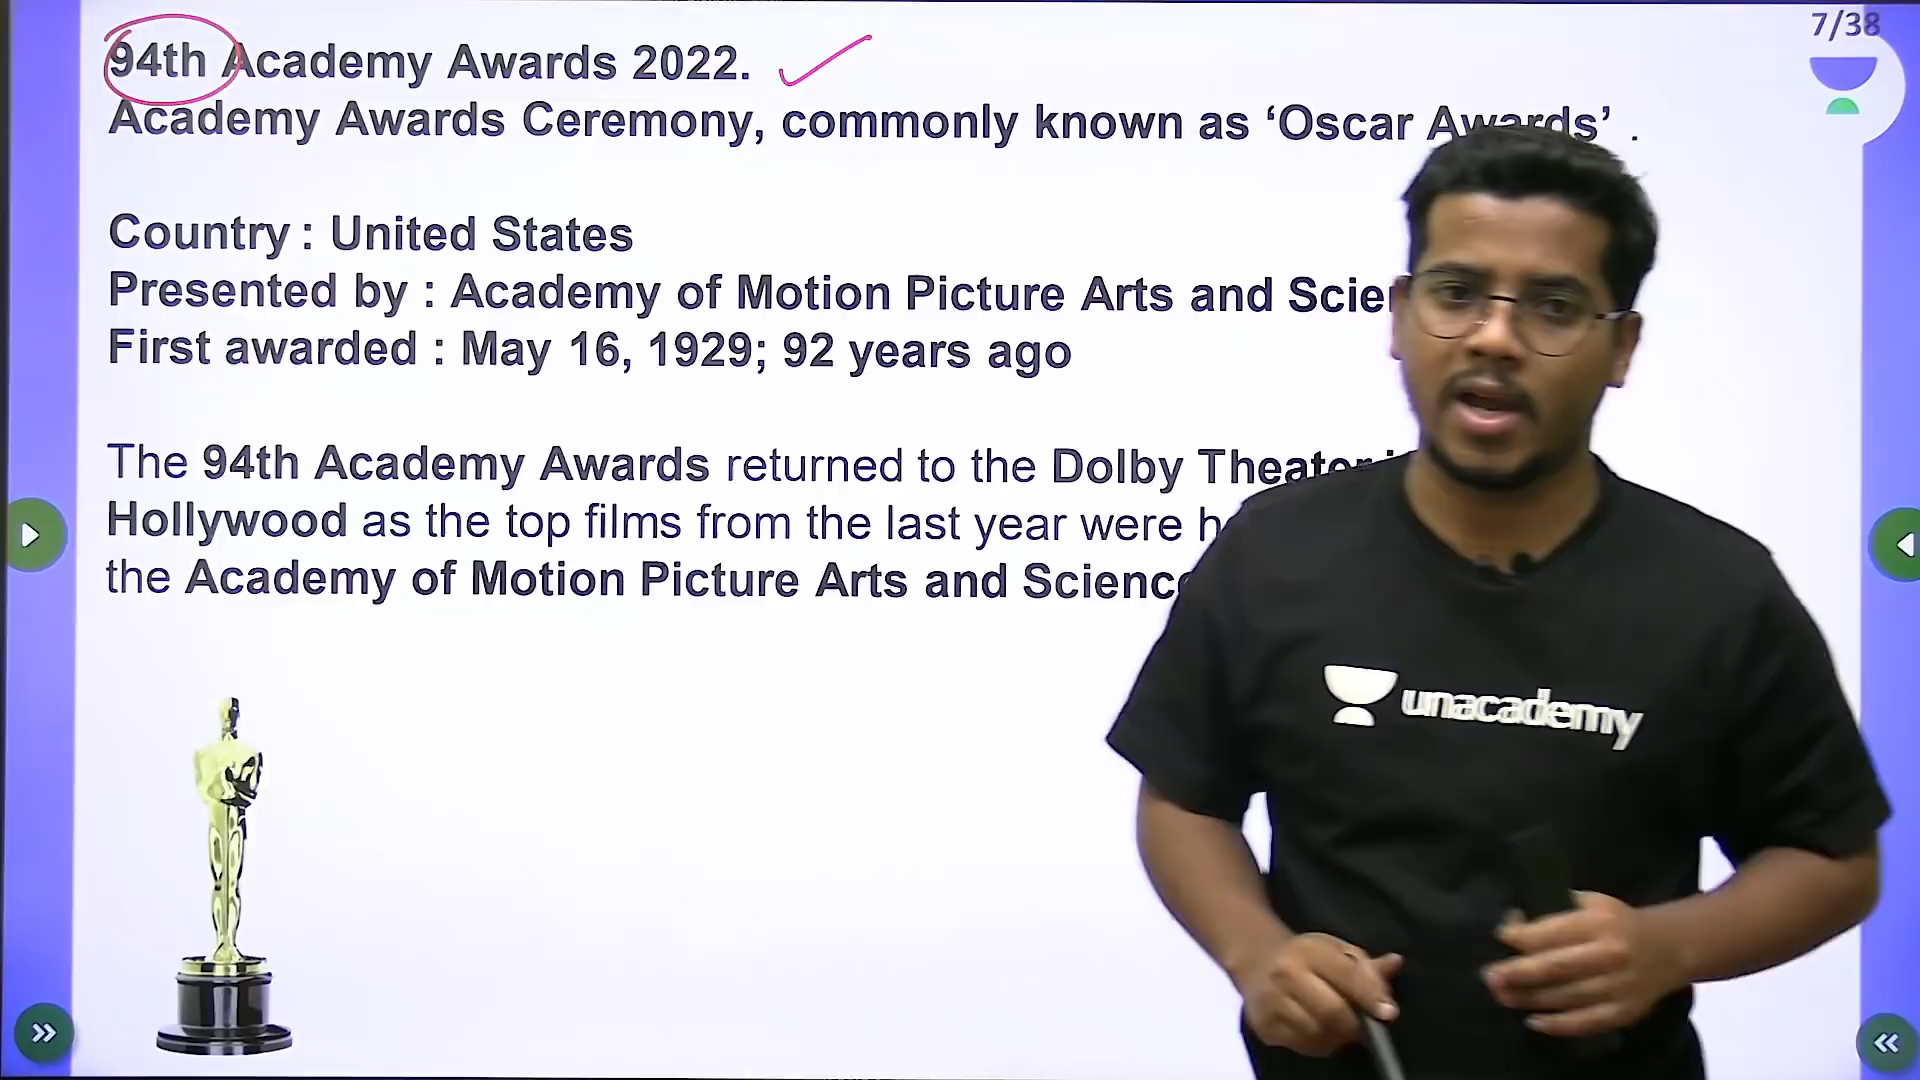 7/38
94th Academy Awards 2022.
Academy Awards Ceremony, commonly known as ‘Oscar Awards’ .
Country : United States
Presented by : Academy of Motion Picture Arts and Scie
First awarded : May 16, 1929; 92 years ago
The 94th Academy Awards returned to the Dolby Theater
Hollywood as the top films from the last year were
the Academy of Motion Picture Arts and Science
unacademy